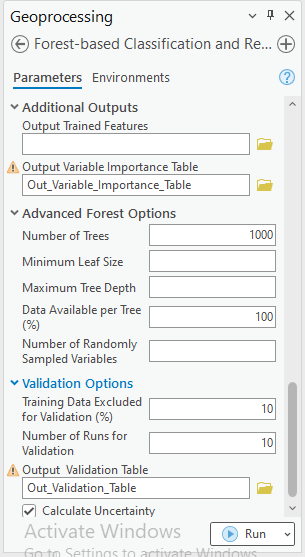 Geoprocessing
Forest-based Classification and Re...
Parameters Environments
Additional Outputs
Output Trained Features
Output Variable Importance Table
Out_Variable_Importance_Table
Advanced Forest Options
Number of Trees 1000
Minimum Leaf Size
Maximum Tree Depth
Data Available per Tree
(%) 100
Number of Randomly
Sampled Variables
Validation Options
Training Data Excluded
for Validation (%) 10
Number of Runs for
Validation 10
Output Validation Table
Out_Validation_Table
Calculate Uncertainty
Activate Windows
Run
Go to Settings to activate Windows